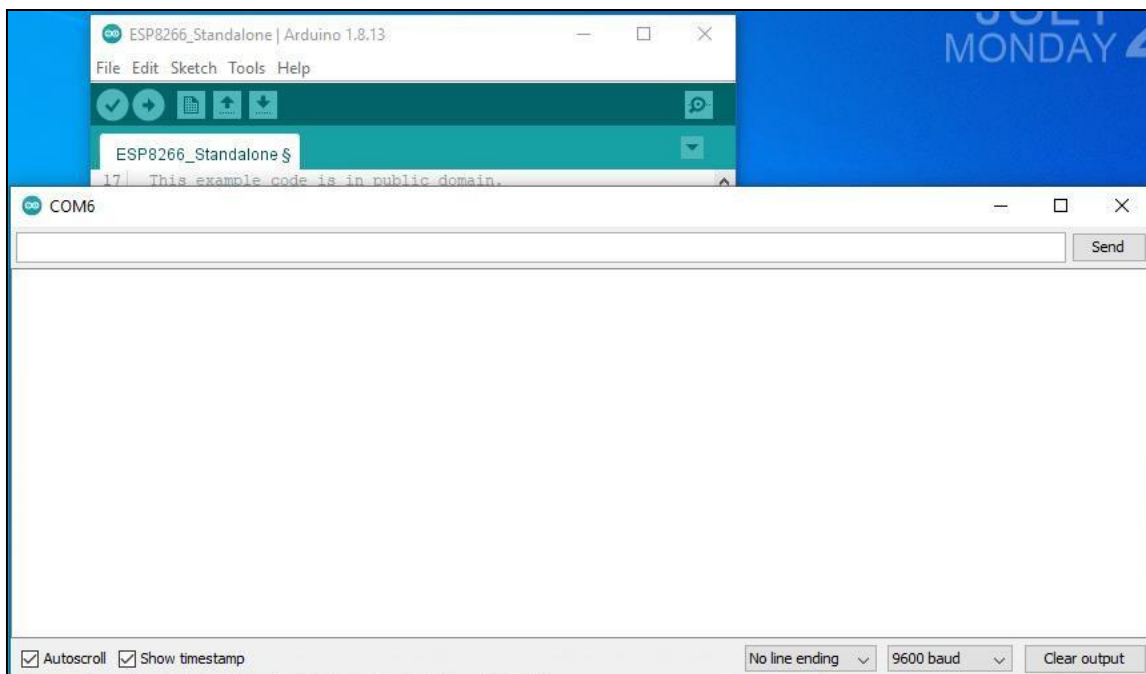 ESP8266_Standalone | Arduino 1.8.13
MONDAY
File Edit Sketch Tools Help
ESP8266_Standalone §
17 This example code is in public domain.
COM6
Send
Autoscroll Show timestamp No line ending 9600 baud Clear output